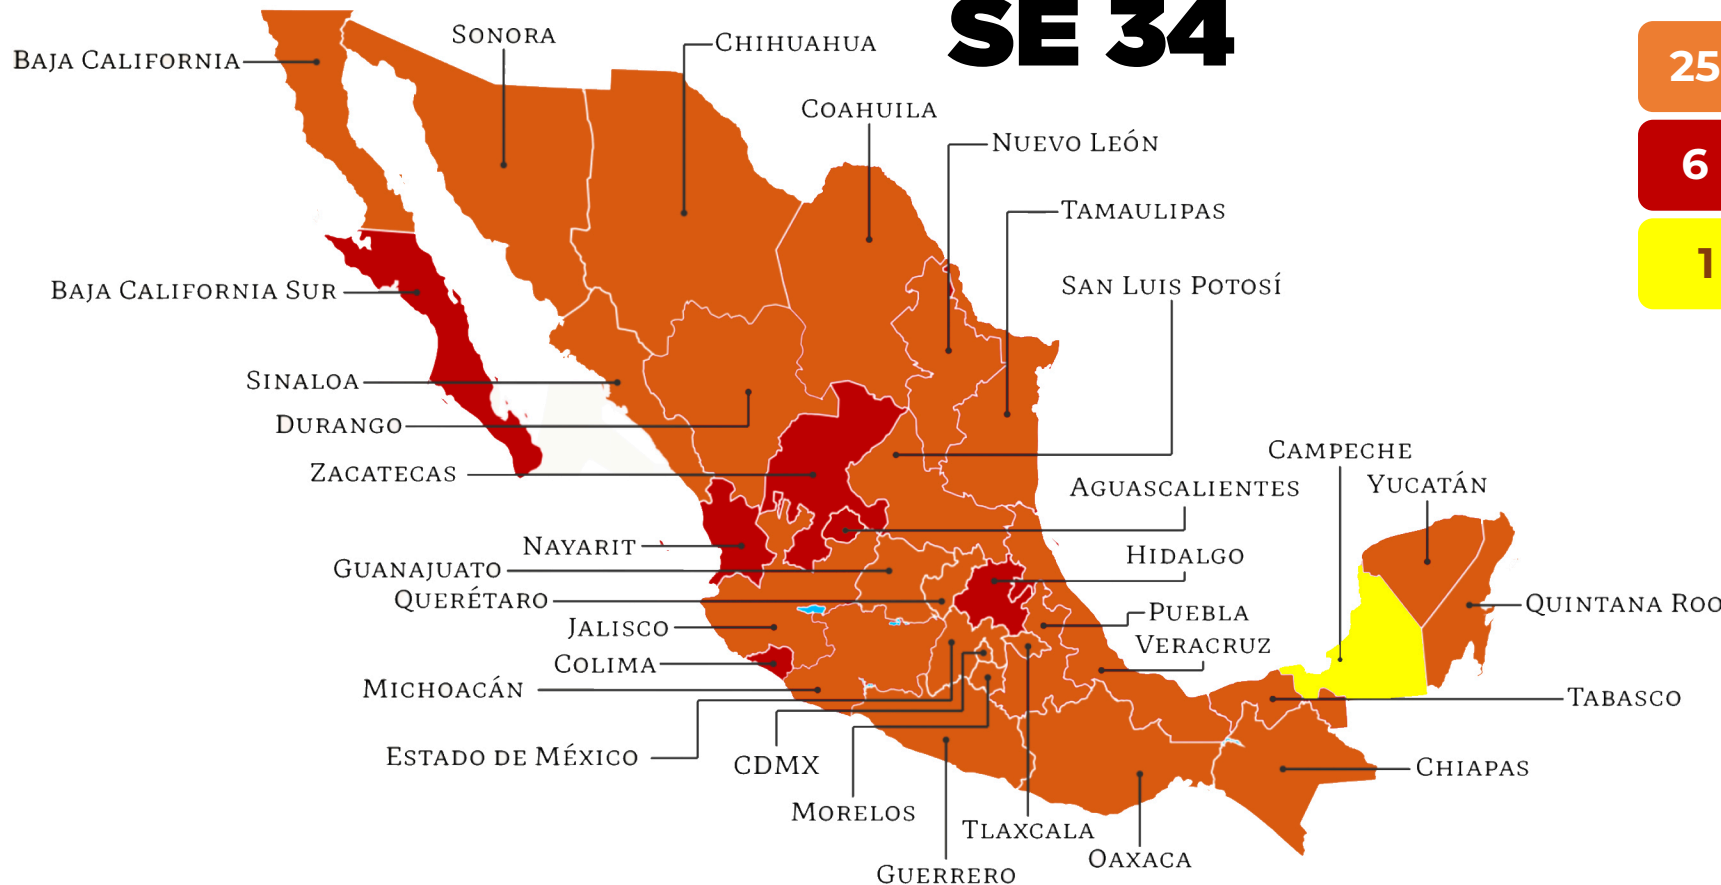 SE 34
25
6
1
BAJA CALIFORNIA
SONORA
CHIHUAHUA
COAHUILA
NUEVO LEÓN
TAMAULIPAS
SAN LUIS POTOSÍ
BAJA CALIFORNIA SUR
SINALOA
DURANGO
ZACATECAS
CAMPECHE
YUCATÁN
AGUASCALIENTES
NAYARIT
HIDALGO
GUANAJUATO
QUERÉTARO
QUINTANA ROO
PUEBLA
JALISCO
VERACRUZ
COLIMA
MICHOACÁN
TABASCO
ESTADO DE MÉXICO
CDMX
CHIAPAS
MORELOS
TLAXCALA
OAXACA
GUERRERO